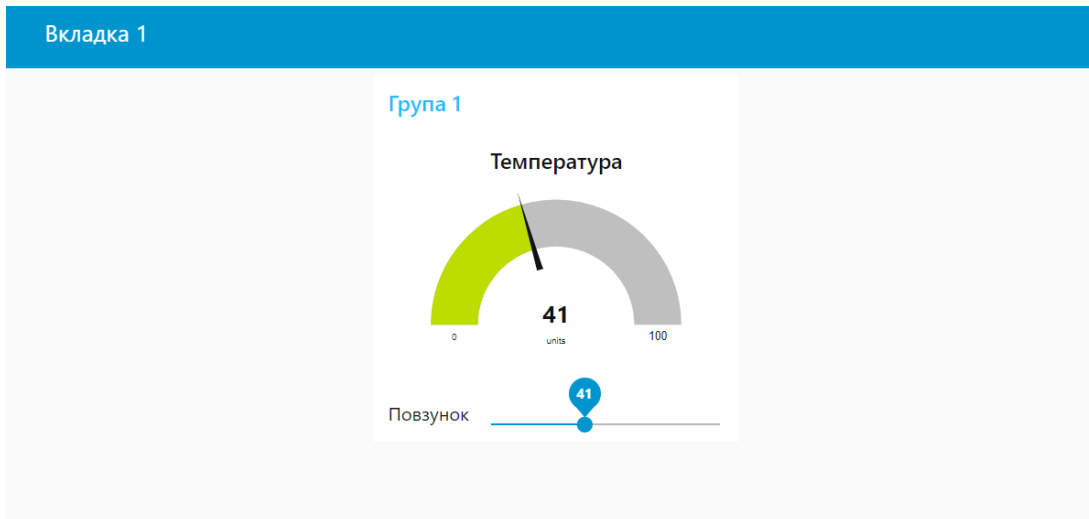 Вкладка 1
Група 1
Температура
41
units
0
100
41
Повзунок